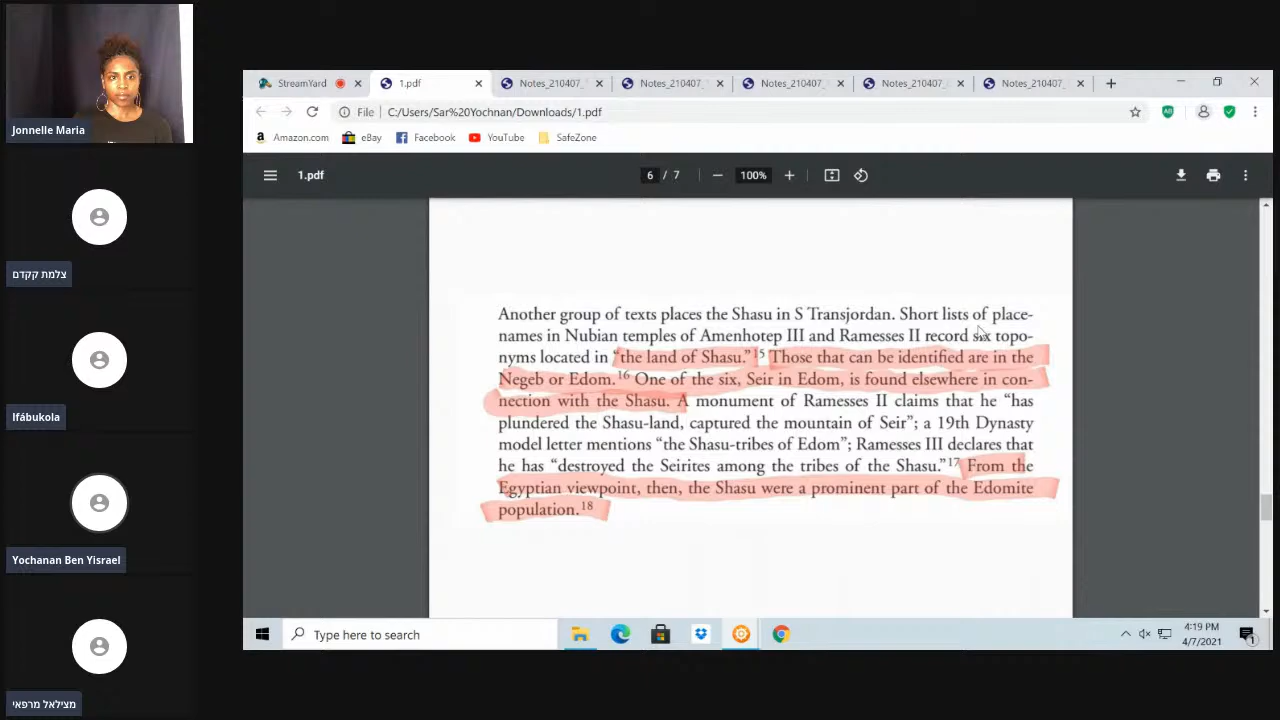 Jonnelle Maria
צלמת קקדם
Ifábukola
Yochanan Ben Yisrael
מצילאל מרפאי
StreamYard
1.pdf
Notes_210407_
Notes_210407_
Notes_210407_
Notes_210407_
Notes_210407_
File C:/Users/Sar%20Yochnan/Downloads/1.pdf
Amazon.com eBay Facebook YouTube SafeZone
1.pdf 6 / 7 100%
Another group of texts places the Shasu in S Transjordan. Short lists of place-
names in Nubian temples of Amenhotep III and Ramesses II record six topo-
nyms located in “the land of Shasu.”15 Those that can be identified are in the
Negeb or Edom.16 One of the six, Seir in Edom, is found elsewhere in con-
nection with the Shasu. A monument of Ramesses II claims that he “has
plundered the Shasu-land, captured the mountain of Seir”; a 19th Dynasty
model letter mentions “the Shasu-tribes of Edom”; Ramesses III declares that
he has “destroyed the Seirites among the tribes of the Shasu.”17 From the
Egyptian viewpoint, then, the Shasu were a prominent part of the Edomite
population.18
Type here to search
4:19 PM
4/7/2021